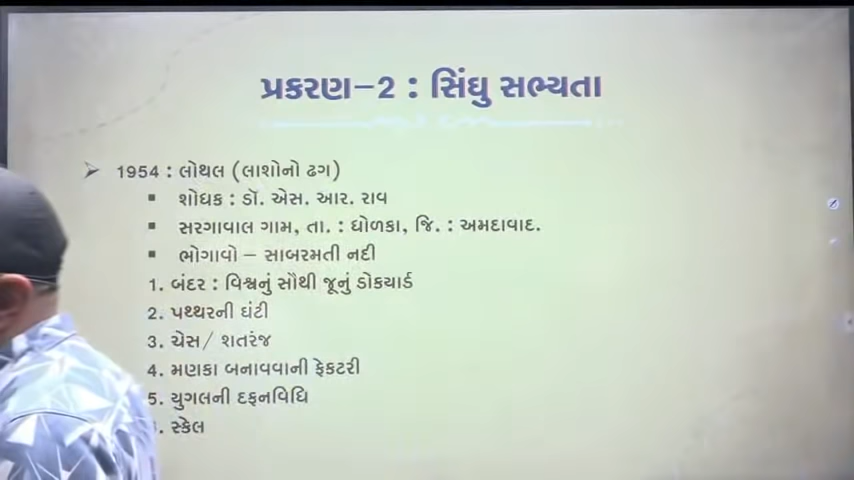 પ્રકરણ–2 : સિંધુ સભ્યતા
➢ 1954 : લોથલ (લાશોનો ઢગ)
▪ શોધક : ડૉ. એસ. આર. રાવ
▪ સરગાવાલ ગામ, તા. : ધોળકા, જિ. : અમદાવાદ.
▪ ભોગાવો – સાબરમતી નદી
1. બંદર : વિશ્વનું સૌથી જૂનું ડોકયાર્ડ
2. પથ્થરની ઘંટી
3. ચેસ/ શતરંજ
4. મણકા બનાવવાની ફેકટરી
5. યુગલની દફનવિધિ
. સ્કેલ